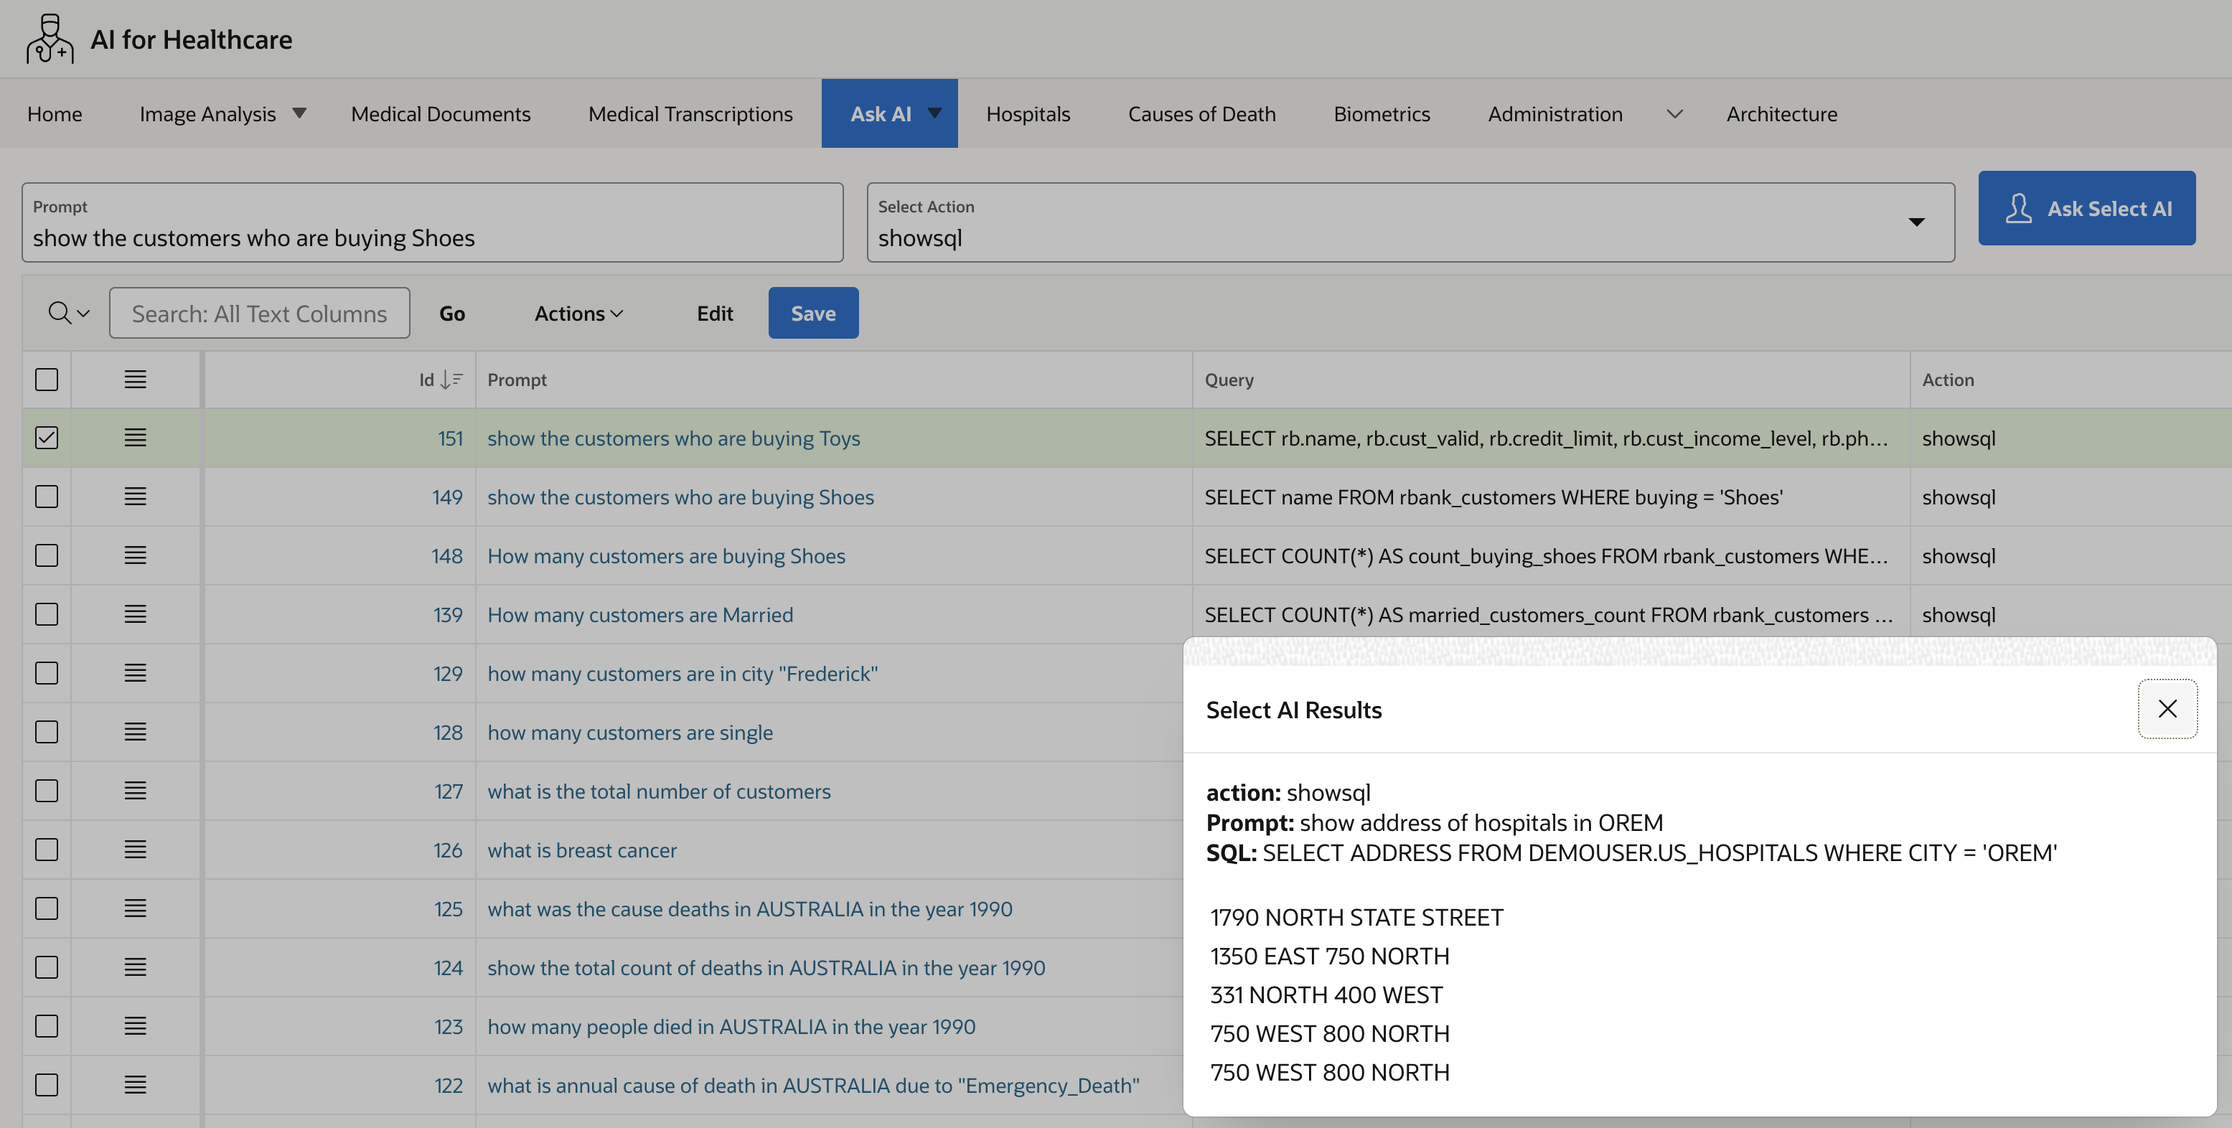 AI for Healthcare
Home Image Analysis Medical Documents Medical Transcriptions Ask AI Hospitals Causes of Death Biometrics Administration Architecture
Prompt
show the customers who are buying Shoes
Select Action
showsql
Ask Select AI
Search: All Text Columns Go Actions Edit Save
Id Prompt Query Action
151 show the customers who are buying Toys SELECT rb.name, rb.cust_valid, rb.credit_limit, rb.cust_income_level, rb.ph... showsql
149 show the customers who are buying Shoes SELECT name FROM rbank_customers WHERE buying = 'Shoes' showsql
148 How many customers are buying Shoes SELECT COUNT(*) AS count_buying_shoes FROM rbank_customers WHE... showsql
139 How many customers are Married SELECT COUNT(*) AS married_customers_count FROM rbank_customers ... showsql
129 how many customers are in city "Frederick"
128 how many customers are single
127 what is the total number of customers
126 what is breast cancer
125 what was the cause deaths in AUSTRALIA in the year 1990
124 show the total count of deaths in AUSTRALIA in the year 1990
123 how many people died in AUSTRALIA in the year 1990
122 what is annual cause of death in AUSTRALIA due to "Emergency_Death"
Select AI Results
action: showsql
Prompt: show address of hospitals in OREM
SQL: SELECT ADDRESS FROM DEMOUSER.US_HOSPITALS WHERE CITY = 'OREM'
1790 NORTH STATE STREET
1350 EAST 750 NORTH
331 NORTH 400 WEST
750 WEST 800 NORTH
750 WEST 800 NORTH